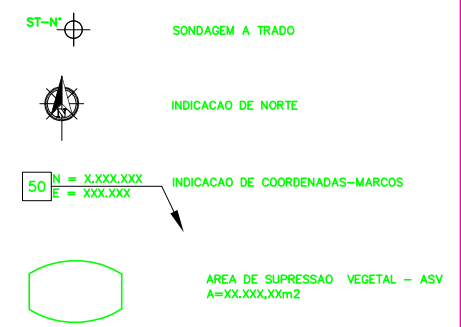 ST-N° SONDAGEM A TRADO
N INDICACAO DE NORTE
50 N = X.XXX,XXX INDICACAO DE COORDENADAS-MARCOS
E = XXX.XXX
AREA DE SUPRESSAO VEGETAL - ASV
A=XX.XXX,XXm2